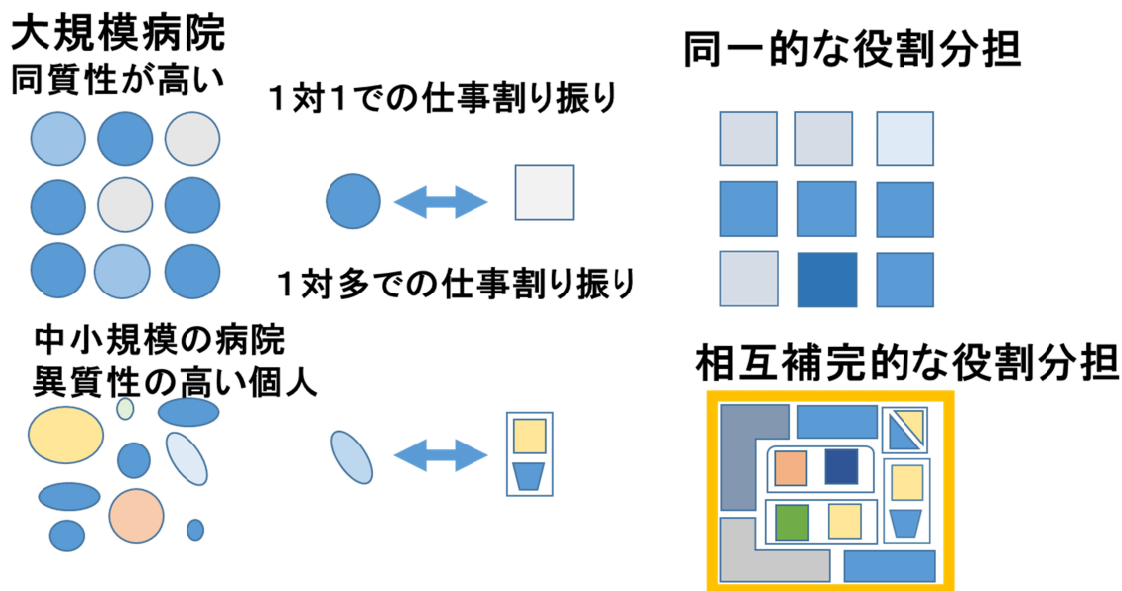 大規模病院
同質性が高い
１対１での仕事割り振り
同一的な役割分担
１対多での仕事割り振り
中小規模の病院
異質性の高い個人
相互補完的な役割分担